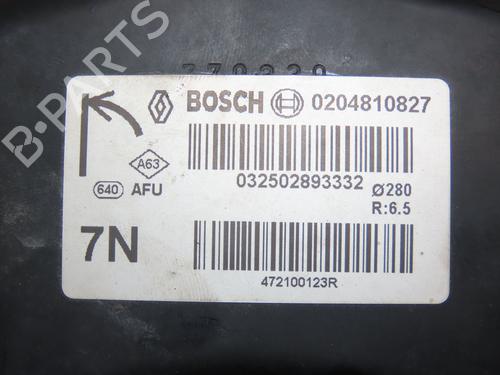 BOSCH 0204810827
A63
032502893332
640 AFU
Ø280
R:6.5
7N
472100123R
B-PARTS